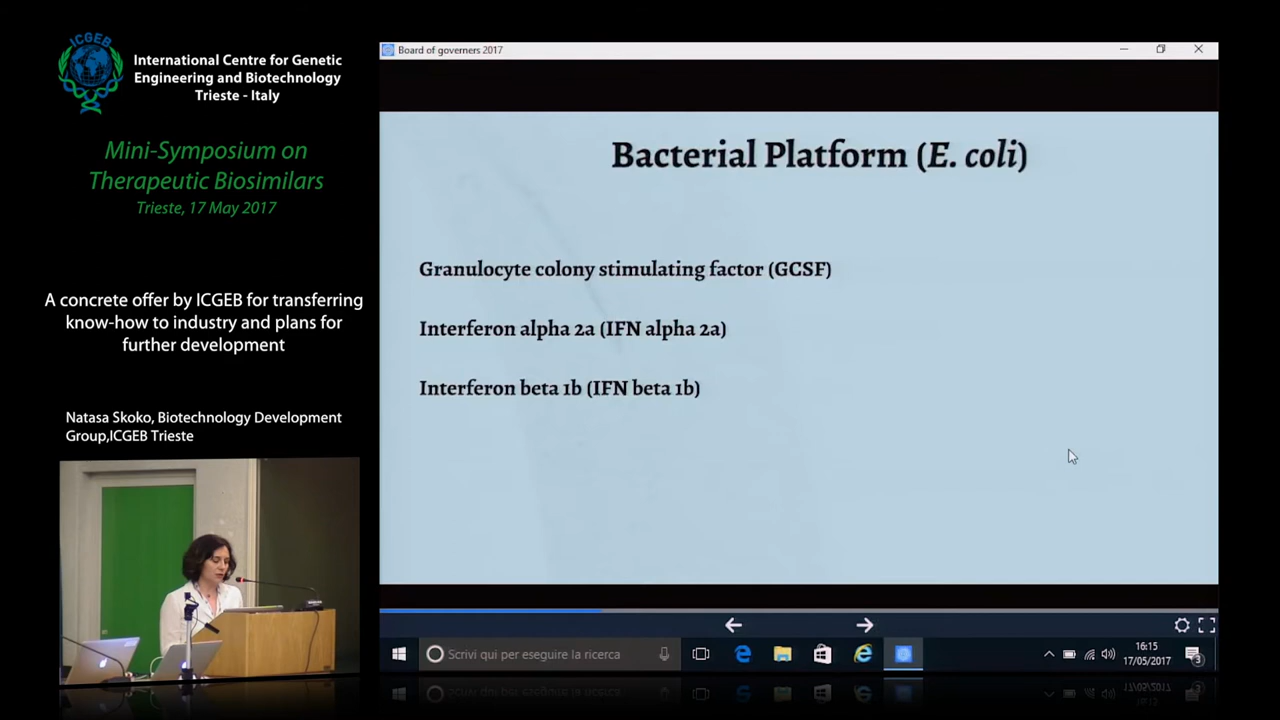 ICGEB
International Centre for Genetic
Engineering and Biotechnology
Trieste - Italy
Mini-Symposium on
Therapeutic Biosimilars
Trieste, 17 May 2017
A concrete offer by ICGEB for transferring
know-how to industry and plans for
further development
Natasa Skoko, Biotechnology Development
Group,ICGEB Trieste
Board of governers 2017
Bacterial Platform (E. coli)
Granulocyte colony stimulating factor (GCSF)
Interferon alpha 2a (IFN alpha 2a)
Interferon beta 1b (IFN beta 1b)
Scrivi qui per eseguire la ricerca
16:15
17/05/2017
3